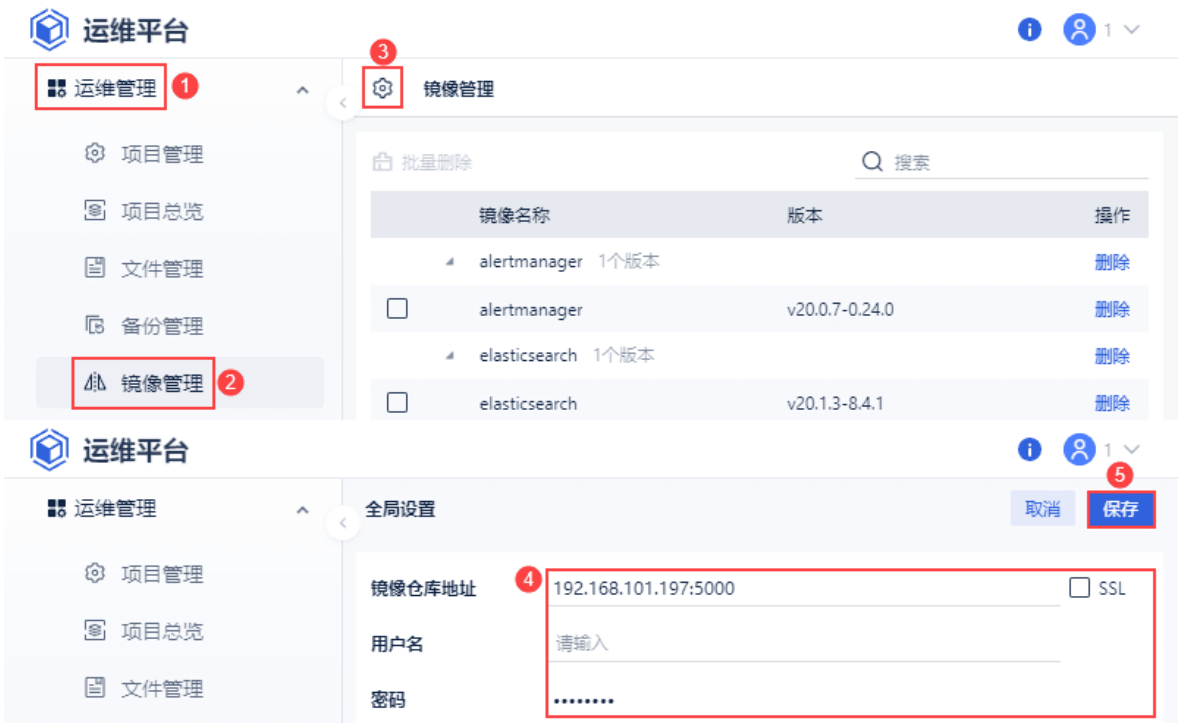 运维平台
1
3
运维管理
1
镜像管理
项目管理
批量删除
搜索
项目总览
镜像名称 版本 操作
文件管理
alertmanager 1个版本 删除
备份管理
alertmanager v20.0.7-0.24.0 删除
elasticsearch 1个版本 删除
镜像管理
2
elasticsearch v20.1.3-8.4.1 删除
运维平台
1
5
运维管理
全局设置
取消
保存
项目管理
镜像仓库地址
4
192.168.101.197:5000
SSL
项目总览
用户名
请输入
文件管理
密码
••••••••